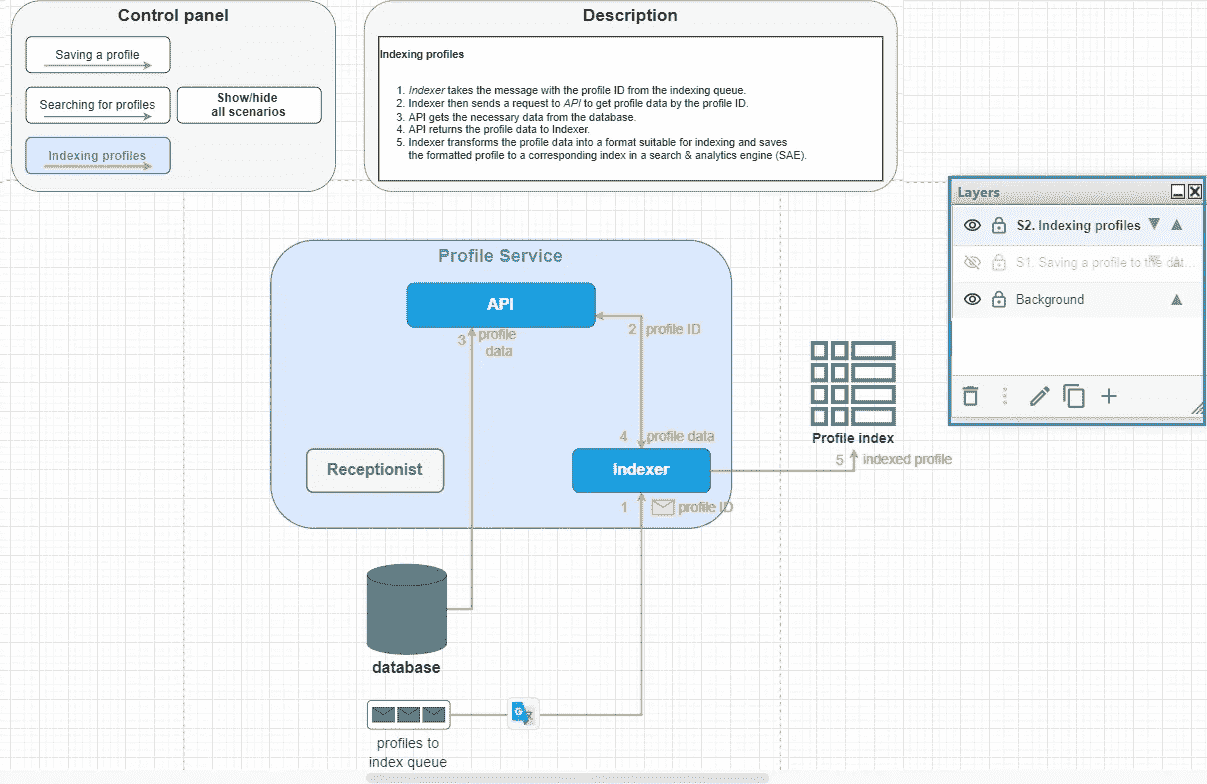 Control panel
Saving a profile
Searching for profiles
Show/hide
all scenarios
Indexing profiles
Description
Indexing profiles
1. Indexer takes the message with the profile ID from the indexing queue.
2. Indexer then sends a request to API to get profile data by the profile ID.
3. API gets the necessary data from the database.
4. API returns the profile data to Indexer.
5. Indexer transforms the profile data into a format suitable for indexing and saves
the formatted profile to a corresponding index in a search & analytics engine (SAE).
Layers
S2. Indexing profiles
S1. Saving a profile to the dat...
Background
Profile Service
API
3 profile
data
2 profile ID
4 profile data
Receptionist
Indexer
1 profile ID
Profile index
5 indexed profile
database
G
profiles to
index queue